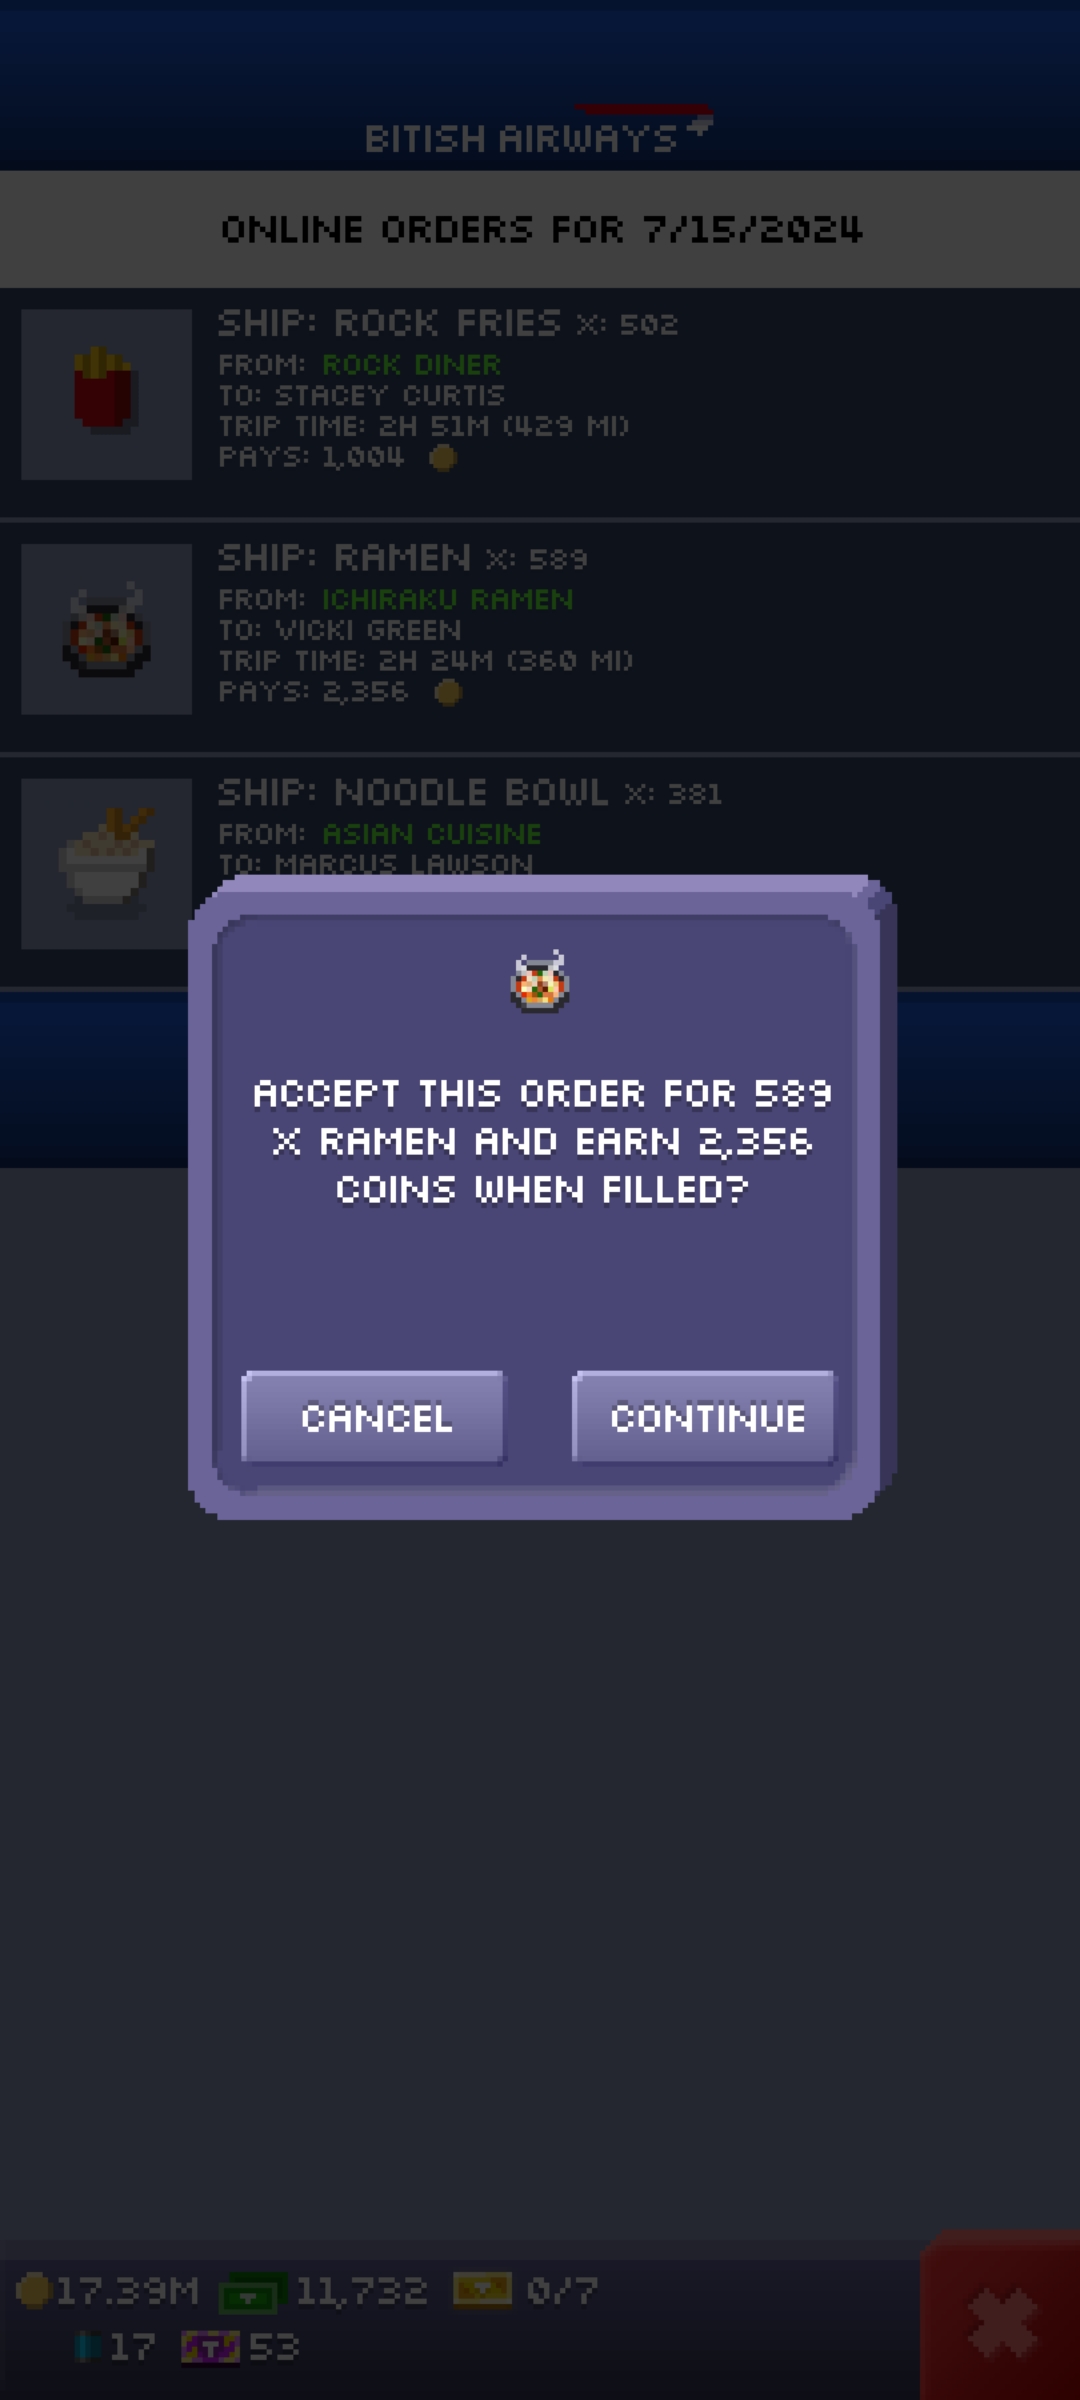 BITISH AIRWAYS
ONLINE ORDERS FOR 7/15/2024
SHIP: ROCK FRIES X: 502
FROM: ROCK DINER
TO: STACEY CURTIS
TRIP TIME: 2H 51M (429 MI)
PAYS: 1,004
SHIP: RAMEN X: 589
FROM: ICHIRAKU RAMEN
TO: VICKI GREEN
TRIP TIME: 2H 24M (360 MI)
PAYS: 2,356
SHIP: NOODLE BOWL X: 381
FROM: ASIAN CUISINE
TO: MARCUS LAWSON
ACCEPT THIS ORDER FOR 589
X RAMEN AND EARN 2,356
COINS WHEN FILLED?
CANCEL CONTINUE
17.39M 11,732 0/7
17 T 53